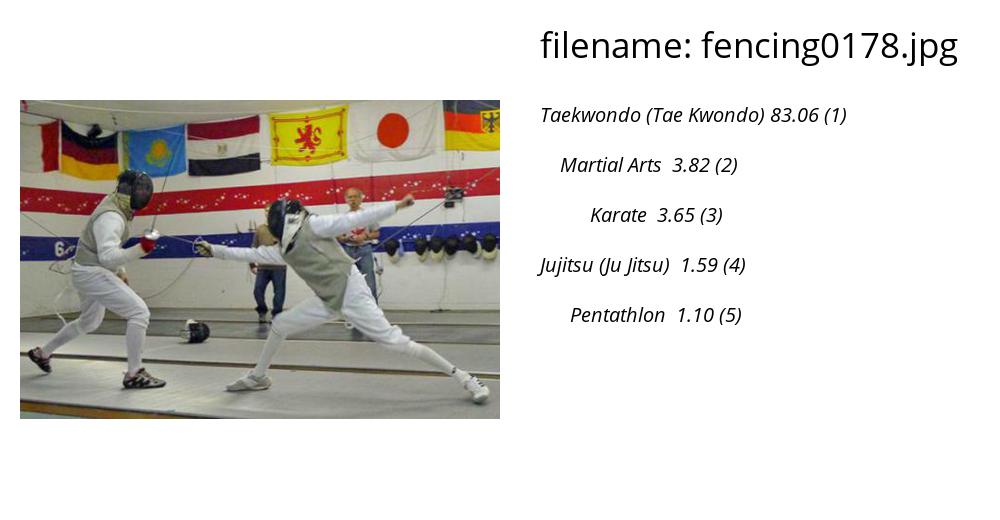 filename: fencing0178.jpg
Taekwondo (Tae Kwondo) 83.06 (1)
Martial Arts 3.82 (2)
Karate 3.65 (3)
Jujitsu (Ju Jitsu) 1.59 (4)
Pentathlon 1.10 (5)
6